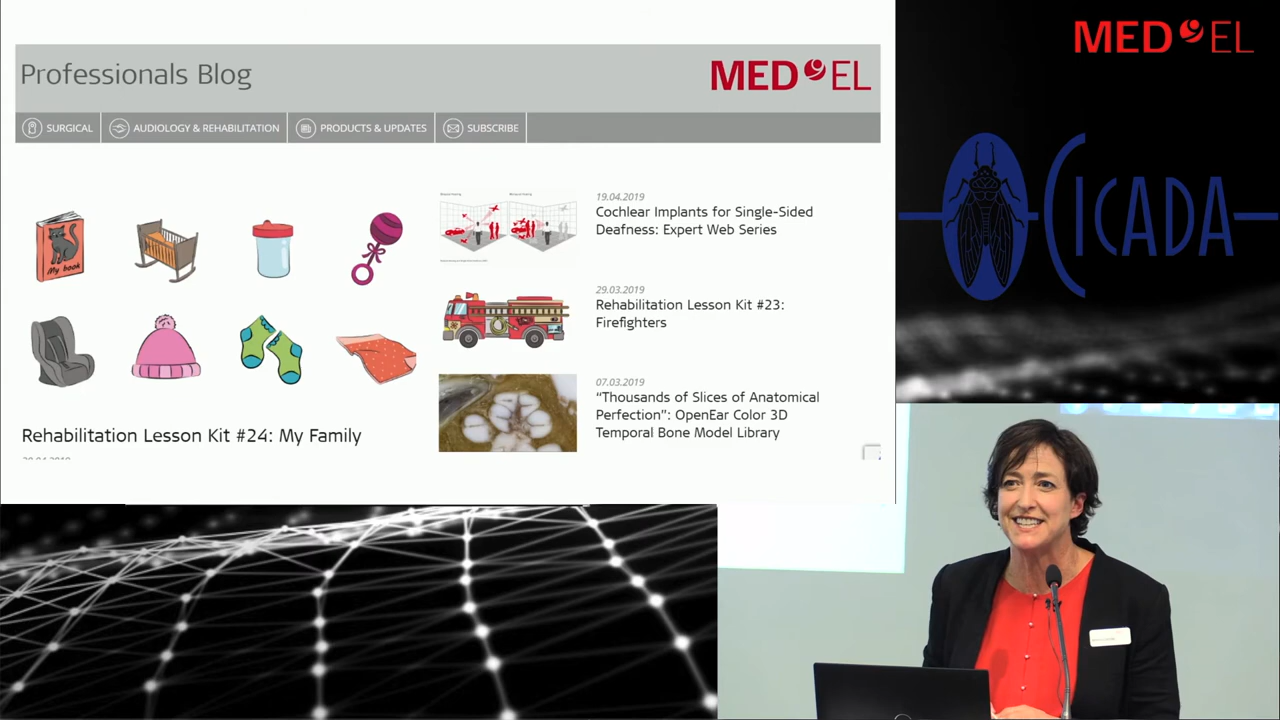 Professionals Blog
MED EL
SURGICAL
AUDIOLOGY & REHABILITATION
PRODUCTS & UPDATES
SUBSCRIBE
My book
Rehabilitation Lesson Kit #24: My Family
19.04.2019
Cochlear Implants for Single-Sided
Deafness: Expert Web Series
29.03.2019
Rehabilitation Lesson Kit #23:
Firefighters
07.03.2019
“Thousands of Slices of Anatomical
Perfection”: OpenEar Color 3D
Temporal Bone Model Library
MED EL
CICADA